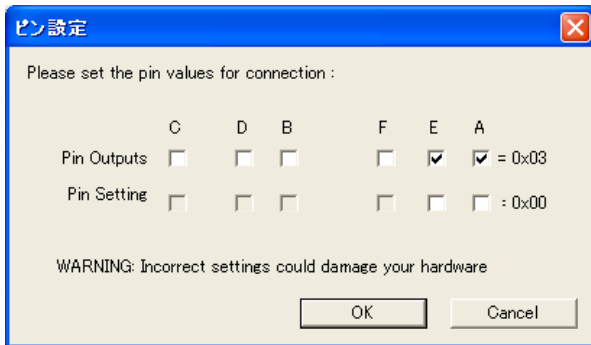 ピン設定
Please set the pin values for connection :
C D B F E A
Pin Outputs = 0x03
Pin Setting : 0x00
WARNING: Incorrect settings could damage your hardware
OK Cancel